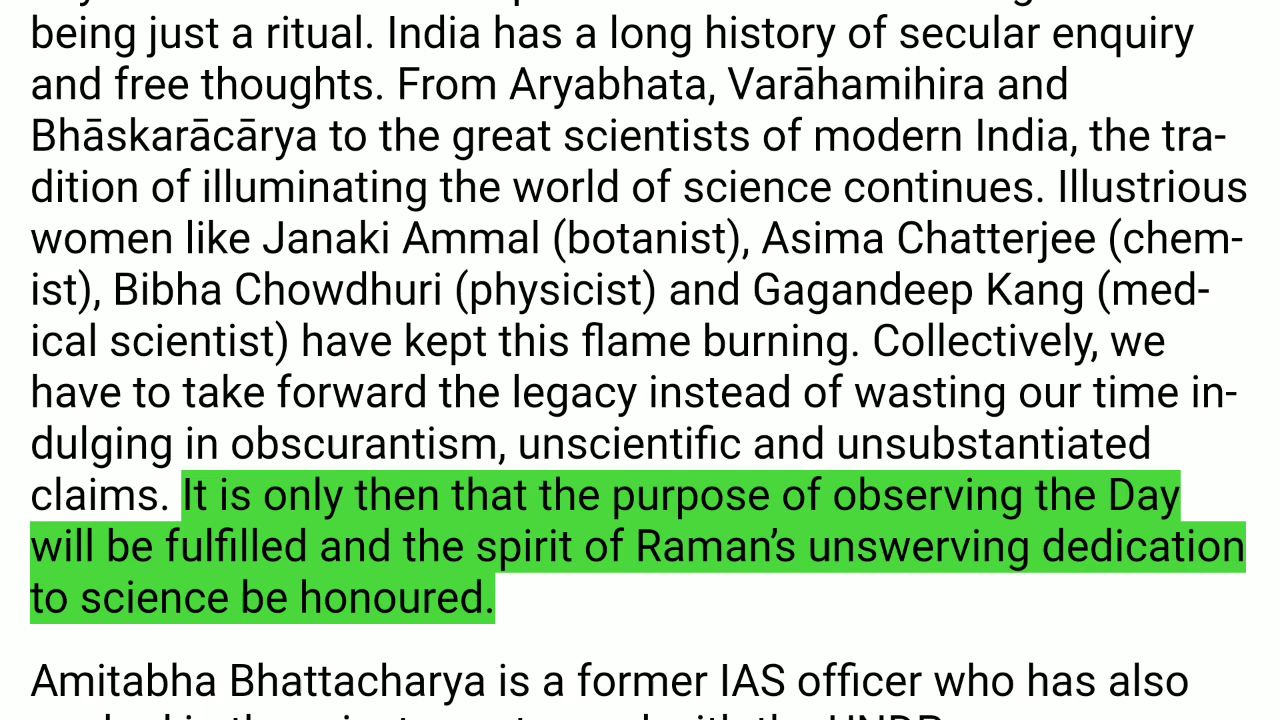 being just a ritual. India has a long history of secular enquiry
and free thoughts. From Aryabhata, Varāhamihira and
Bhāskarācārya to the great scientists of modern India, the tra-
dition of illuminating the world of science continues. Illustrious
women like Janaki Ammal (botanist), Asima Chatterjee (chem-
ist), Bibha Chowdhuri (physicist) and Gagandeep Kang (med-
ical scientist) have kept this flame burning. Collectively, we
have to take forward the legacy instead of wasting our time in-
dulging in obscurantism, unscientific and unsubstantiated
claims. It is only then that the purpose of observing the Day
will be fulfilled and the spirit of Raman’s unswerving dedication
to science be honoured.
Amitabha Bhattacharya is a former IAS officer who has also